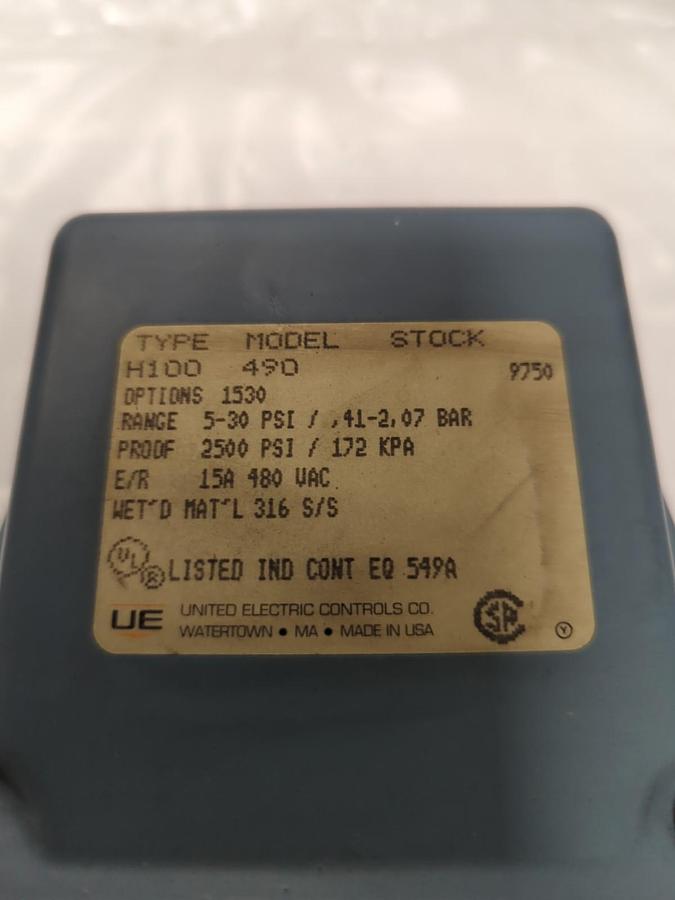 TYPE MODEL STOCK
H100 490 9750
OPTIONS 1530
RANGE 5-30 PSI / ,41-2,07 BAR
PROOF 2500 PSI / 172 KPA
E/R 15A 480 VAC
WET'D MAT'L 316 S/S
UL ® LISTED IND CONT EQ 549A
UE UNITED ELECTRIC CONTROLS CO.
WATERTOWN • MA • MADE IN USA
SA
Y